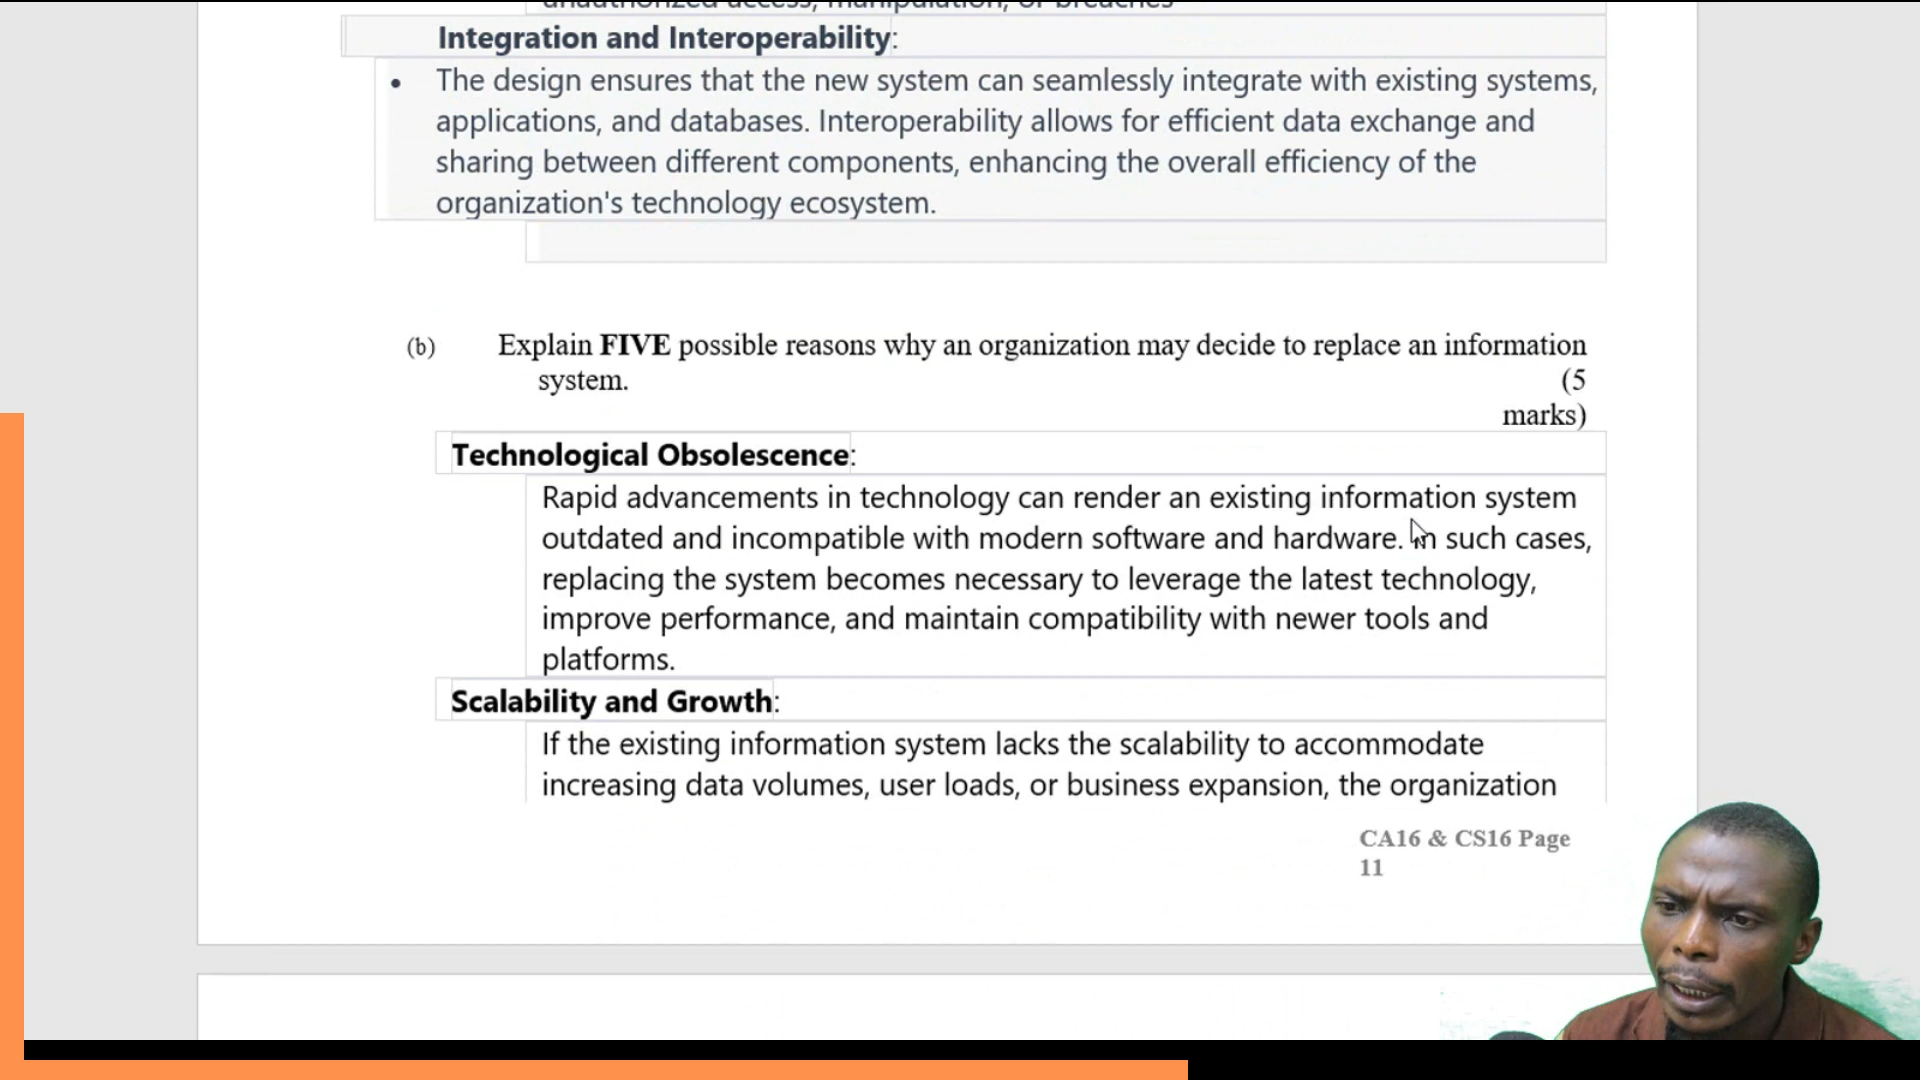 unauthorized access, manipulation, or breaches
Integration and Interoperability:
• The design ensures that the new system can seamlessly integrate with existing systems,
applications, and databases. Interoperability allows for efficient data exchange and
sharing between different components, enhancing the overall efficiency of the
organization's technology ecosystem.
(b) Explain FIVE possible reasons why an organization may decide to replace an information
system. (5
marks)
Technological Obsolescence:
Rapid advancements in technology can render an existing information system
outdated and incompatible with modern software and hardware. In such cases,
replacing the system becomes necessary to leverage the latest technology,
improve performance, and maintain compatibility with newer tools and
platforms.
Scalability and Growth:
If the existing information system lacks the scalability to accommodate
increasing data volumes, user loads, or business expansion, the organization
CA16 & CS16 Page
11